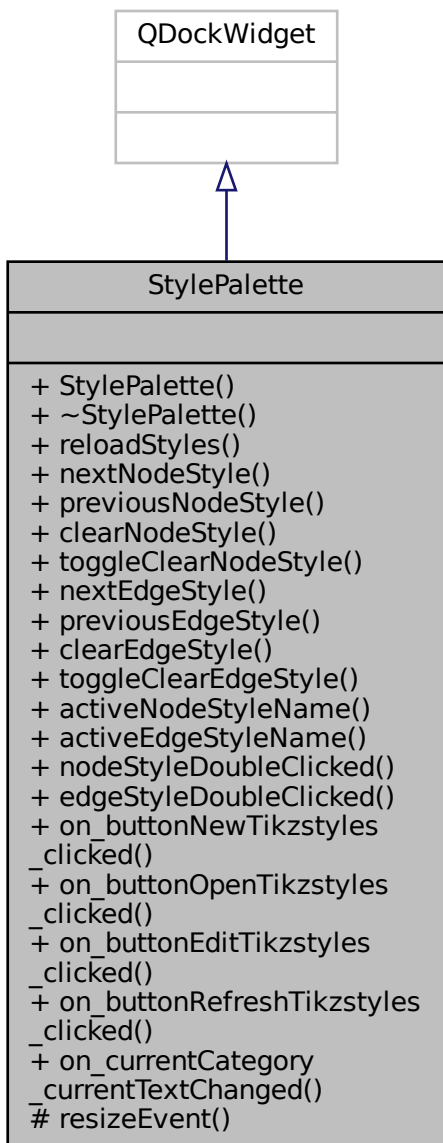 QDockWidget
StylePalette
+ StylePalette()
+ ~StylePalette()
+ reloadStyles()
+ nextNodeStyle()
+ previousNodeStyle()
+ clearNodeStyle()
+ toggleClearNodeStyle()
+ nextEdgeStyle()
+ previousEdgeStyle()
+ clearEdgeStyle()
+ toggleClearEdgeStyle()
+ activeNodeStyleName()
+ activeEdgeStyleName()
+ nodeStyleDoubleClicked()
+ edgeStyleDoubleClicked()
+ on_buttonNewTikzstyles
_clicked()
+ on_buttonOpenTikzstyles
_clicked()
+ on_buttonEditTikzstyles
_clicked()
+ on_buttonRefreshTikzstyles
_clicked()
+ on_currentCategory
_currentTextChanged()
# resizeEvent()